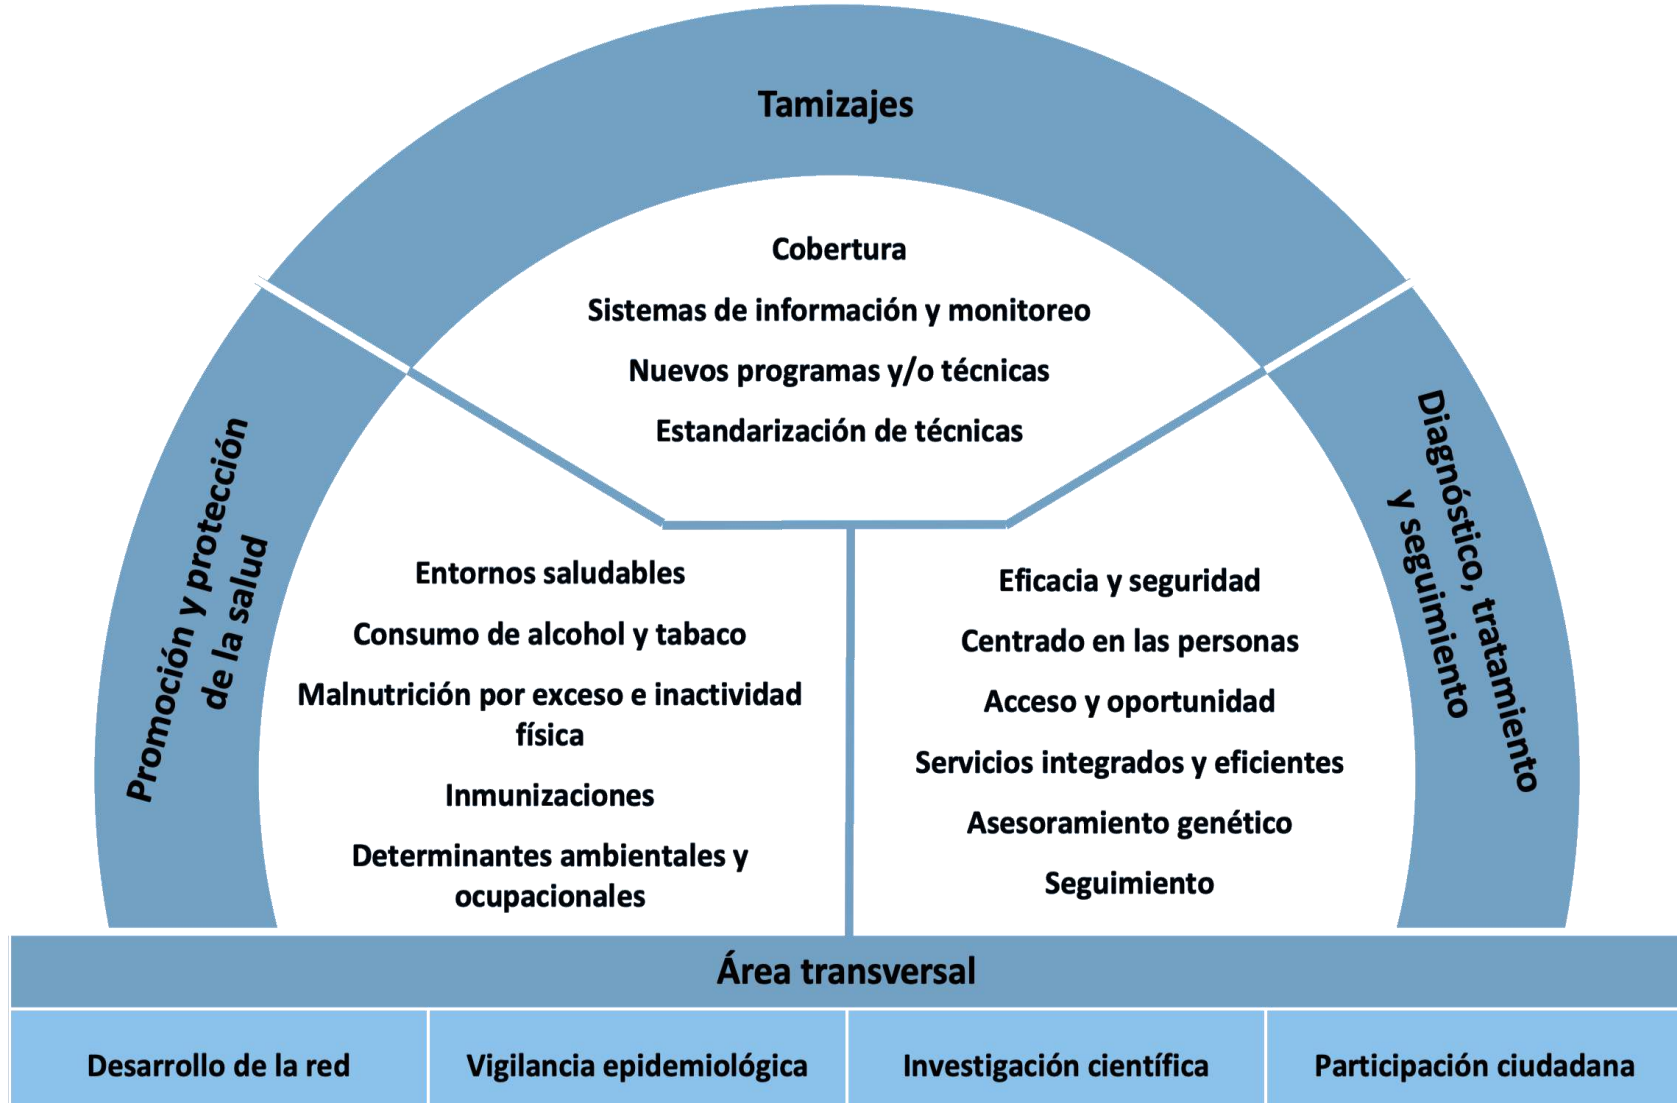 Tamizajes
Cobertura
Sistemas de información y monitoreo
Nuevos programas y/o técnicas
Estandarización de técnicas
Promoción y protección
de la salud
Entornos saludables
Consumo de alcohol y tabaco
Malnutrición por exceso e inactividad
física
Inmunizaciones
Determinantes ambientales y
ocupacionales
Diagnóstico, tratamiento
y seguimiento
Eficacia y seguridad
Centrado en las personas
Acceso y oportunidad
Servicios integrados y eficientes
Asesoramiento genético
Seguimiento
Área transversal
Desarrollo de la red
Vigilancia epidemiológica
Investigación científica
Participación ciudadana